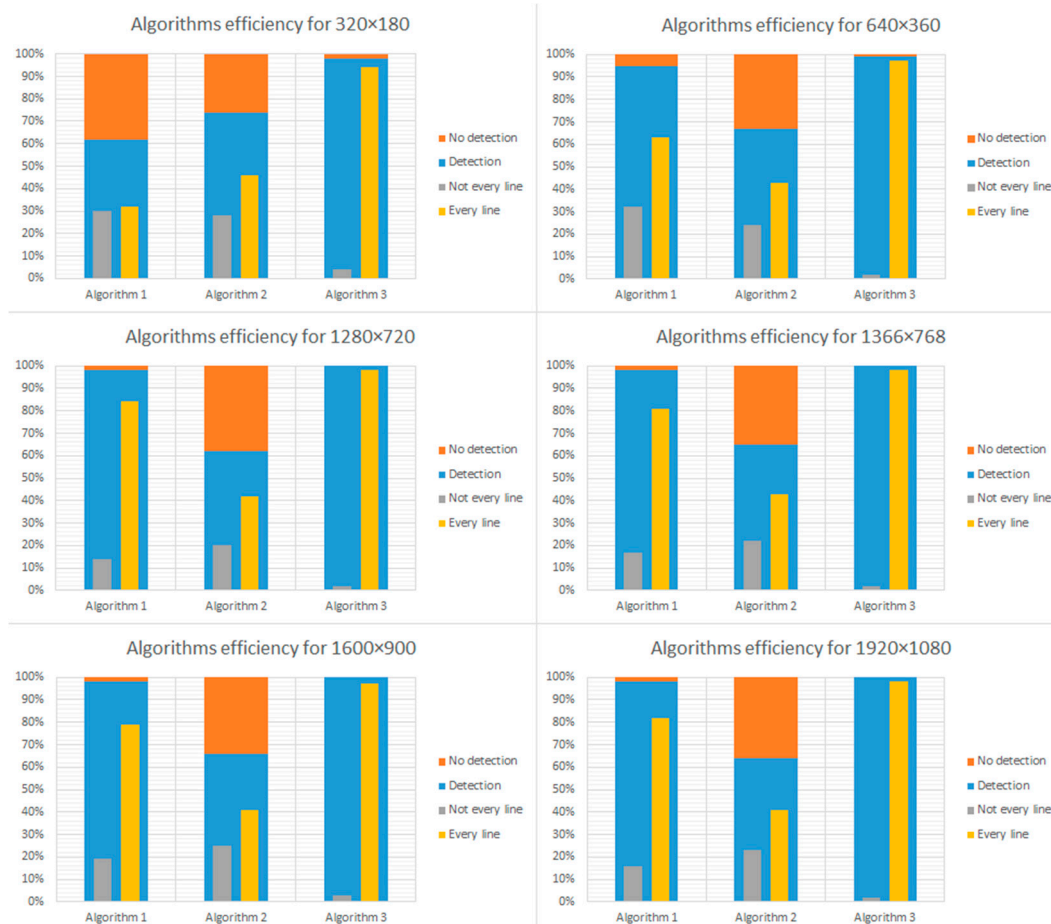 Algorithms efficiency for 320×180
100%
90%
80%
70%
60%
50%
40%
30%
20%
10%
0%
Algorithm 1
Algorithm 2
Algorithm 3
No detection
Detection
Not every line
Every line
Algorithms efficiency for 640×360
100%
90%
80%
70%
60%
50%
40%
30%
20%
10%
0%
Algorithm 1
Algorithm 2
Algorithm 3
No detection
Detection
Not every line
Every line
Algorithms efficiency for 1280×720
100%
90%
80%
70%
60%
50%
40%
30%
20%
10%
0%
Algorithm 1
Algorithm 2
Algorithm 3
No detection
Detection
Not every line
Every line
Algorithms efficiency for 1366×768
100%
90%
80%
70%
60%
50%
40%
30%
20%
10%
0%
Algorithm 1
Algorithm 2
Algorithm 3
No detection
Detection
Not every line
Every line
Algorithms efficiency for 1600×900
100%
90%
80%
70%
60%
50%
40%
30%
20%
10%
0%
Algorithm 1
Algorithm 2
Algorithm 3
No detection
Detection
Not every line
Every line
Algorithms efficiency for 1920×1080
100%
90%
80%
70%
60%
50%
40%
30%
20%
10%
0%
Algorithm 1
Algorithm 2
Algorithm 3
No detection
Detection
Not every line
Every line